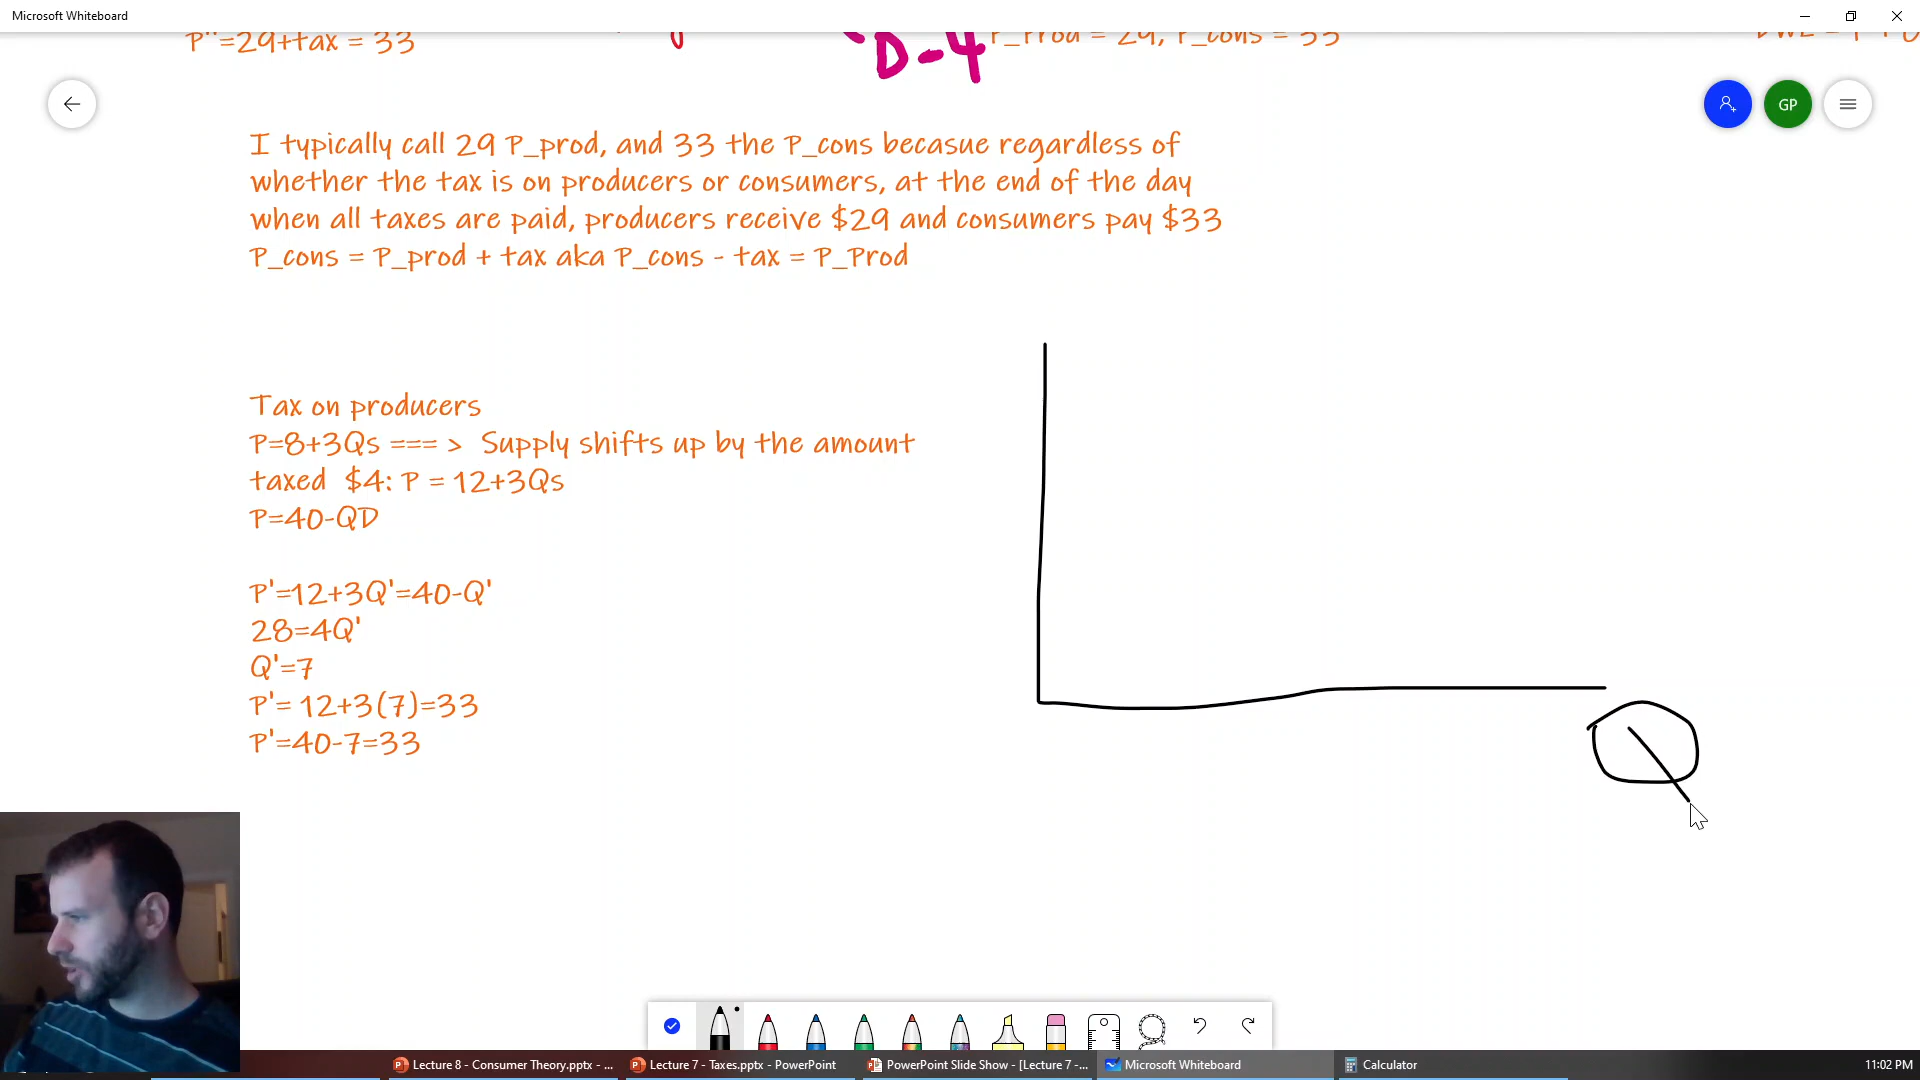 Microsoft Whiteboard
P"=29+tax = 33
D-4
P_Prod = 29, P_cons = 33
GP
I typically call 29 P_prod, and 33 the P_cons becasue regardless of
whether the tax is on producers or consumers, at the end of the day
when all taxes are paid, producers receive $29 and consumers pay $33
P_cons = P_prod + tax aka P_cons - tax = P_Prod
Tax on producers
P=8+3Qs === > Supply shifts up by the amount
taxed $4: P = 12+3Qs
P=40-QD
P'=12+3Q'=40-Q'
28=4Q'
Q'=7
P'= 12+3(7)=33
P'=40-7=33
Q
Lecture 8 - Consumer Theory.pptx - ...
Lecture 7 - Taxes.pptx - PowerPoint
PowerPoint Slide Show - [Lecture 7 -...
Microsoft Whiteboard
Calculator
11:02 PM